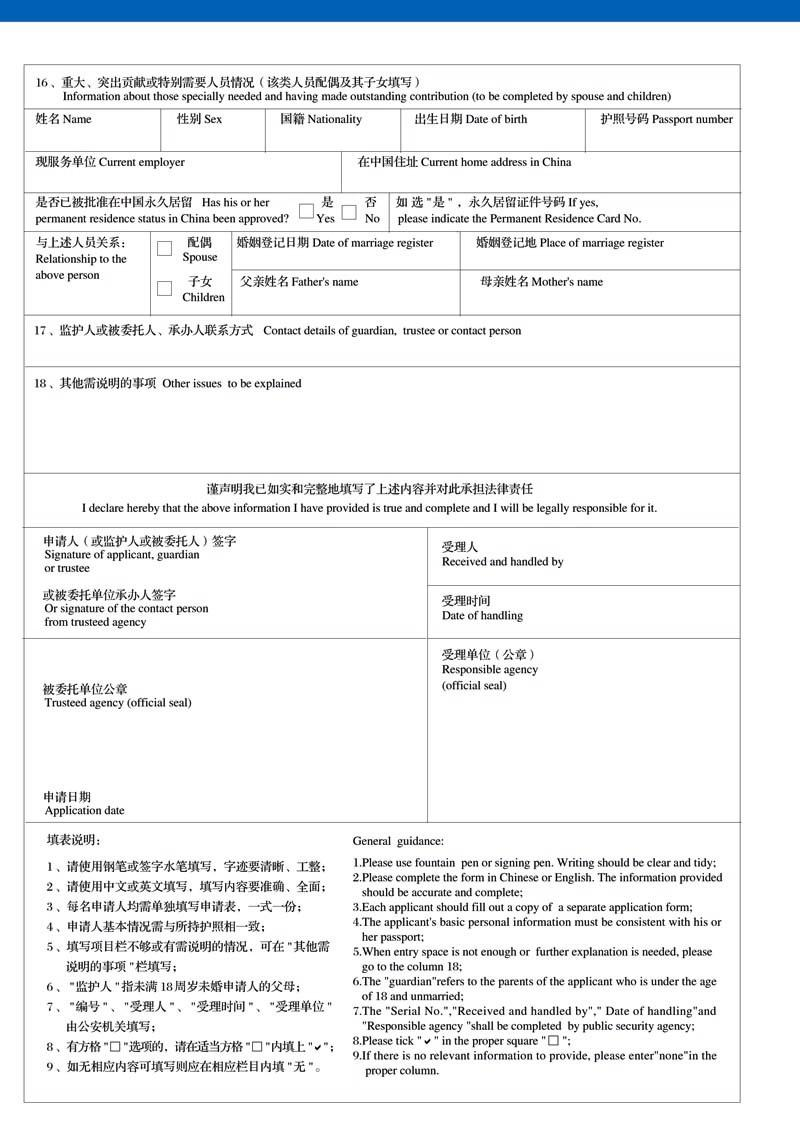 16、重大、突出贡献或特别需要人员情况（该类人员配偶及其子女填写）
Information about those specially needed and having made outstanding contribution (to be completed by spouse and children)
姓名 Name 性别 Sex 国籍 Nationality 出生日期 Date of birth 护照号码 Passport number
现服务单位 Current employer 在中国住址 Current home address in China
是否已被批准在中国永久居留 Has his or her 是 否 如 选 "是"，永久居留证件号码 If yes,
permanent residence status in China been approved? □ Yes □ No please indicate the Permanent Residence Card No.
与上述人员关系： □ 配偶 婚姻登记日期 Date of marriage register 婚姻登记地 Place of marriage register
Relationship to the Spouse
above person □ 子女 父亲姓名 Father's name 母亲姓名 Mother's name
Children
17、监护人或被委托人、承办人联系方式 Contact details of guardian, trustee or contact person
18、其他需说明的事项 Other issues to be explained
谨声明我已如实和完整地填写了上述内容并对此承担法律责任
I declare hereby that the above information I have provided is true and complete and I will be legally responsible for it.
申请人（或监护人或被委托人）签字
Signature of applicant, guardian
or trustee
或被委托单位承办人签字
Or signature of the contact person
from trusteed agency
受理人
Received and handled by
受理时间
Date of handling
被委托单位公章
Trusteed agency (official seal)
申请日期
Application date
受理单位（公章）
Responsible agency
(official seal)
填表说明：
1、请使用钢笔或签字水笔填写，字迹要清晰、工整；
2、请使用中文或英文填写，填写内容要准确、全面；
3、每名申请人均需单独填写申请表，一式一份；
4、申请人基本情况需与所持护照相一致；
5、填写项目栏不够或有需说明的情况，可在"其他需
说明的事项"栏填写；
6、"监护人"指未满18周岁未婚申请人的父母；
7、"编号"、"受理人"、"受理时间"、"受理单位"
由公安机关填写；
8、有方格"□"选项的，请在适当方格"□"内填上"✓"；
9、如无相应内容可填写则应在相应栏目内填"无"。
General guidance:
1.Please use fountain pen or signing pen. Writing should be clear and tidy;
2.Please complete the form in Chinese or English. The information provided
should be accurate and complete;
3.Each applicant should fill out a copy of a separate application form;
4.The applicant's basic personal information must be consistent with his or
her passport;
5.When entry space is not enough or further explanation is needed, please
go to the column 18;
6.The "guardian"refers to the parents of the applicant who is under the age
of 18 and unmarried;
7.The "Serial No.","Received and handled by"," Date of handling"and
"Responsible agency "shall be completed by public security agency;
8.Please tick "✓" in the proper square "□ ";
9.If there is no relevant information to provide, please enter"none"in the
proper column.